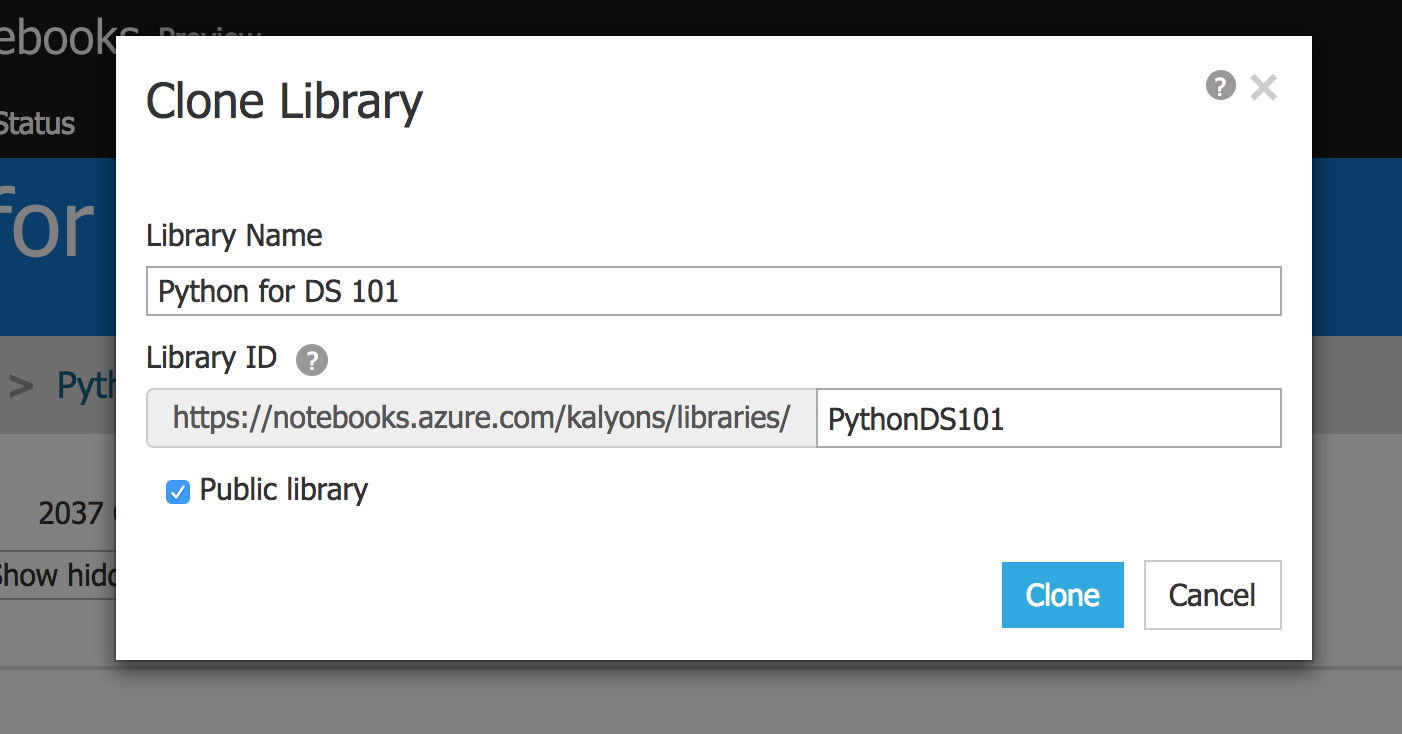 ebooks Preview
Clone Library
?
Status
for
Library Name
Python for DS 101
Library ID ?
> Pyth
https://notebooks.azure.com/kalyons/libraries/ PythonDS101
Public library
2037
Show hidd
Clone Cancel